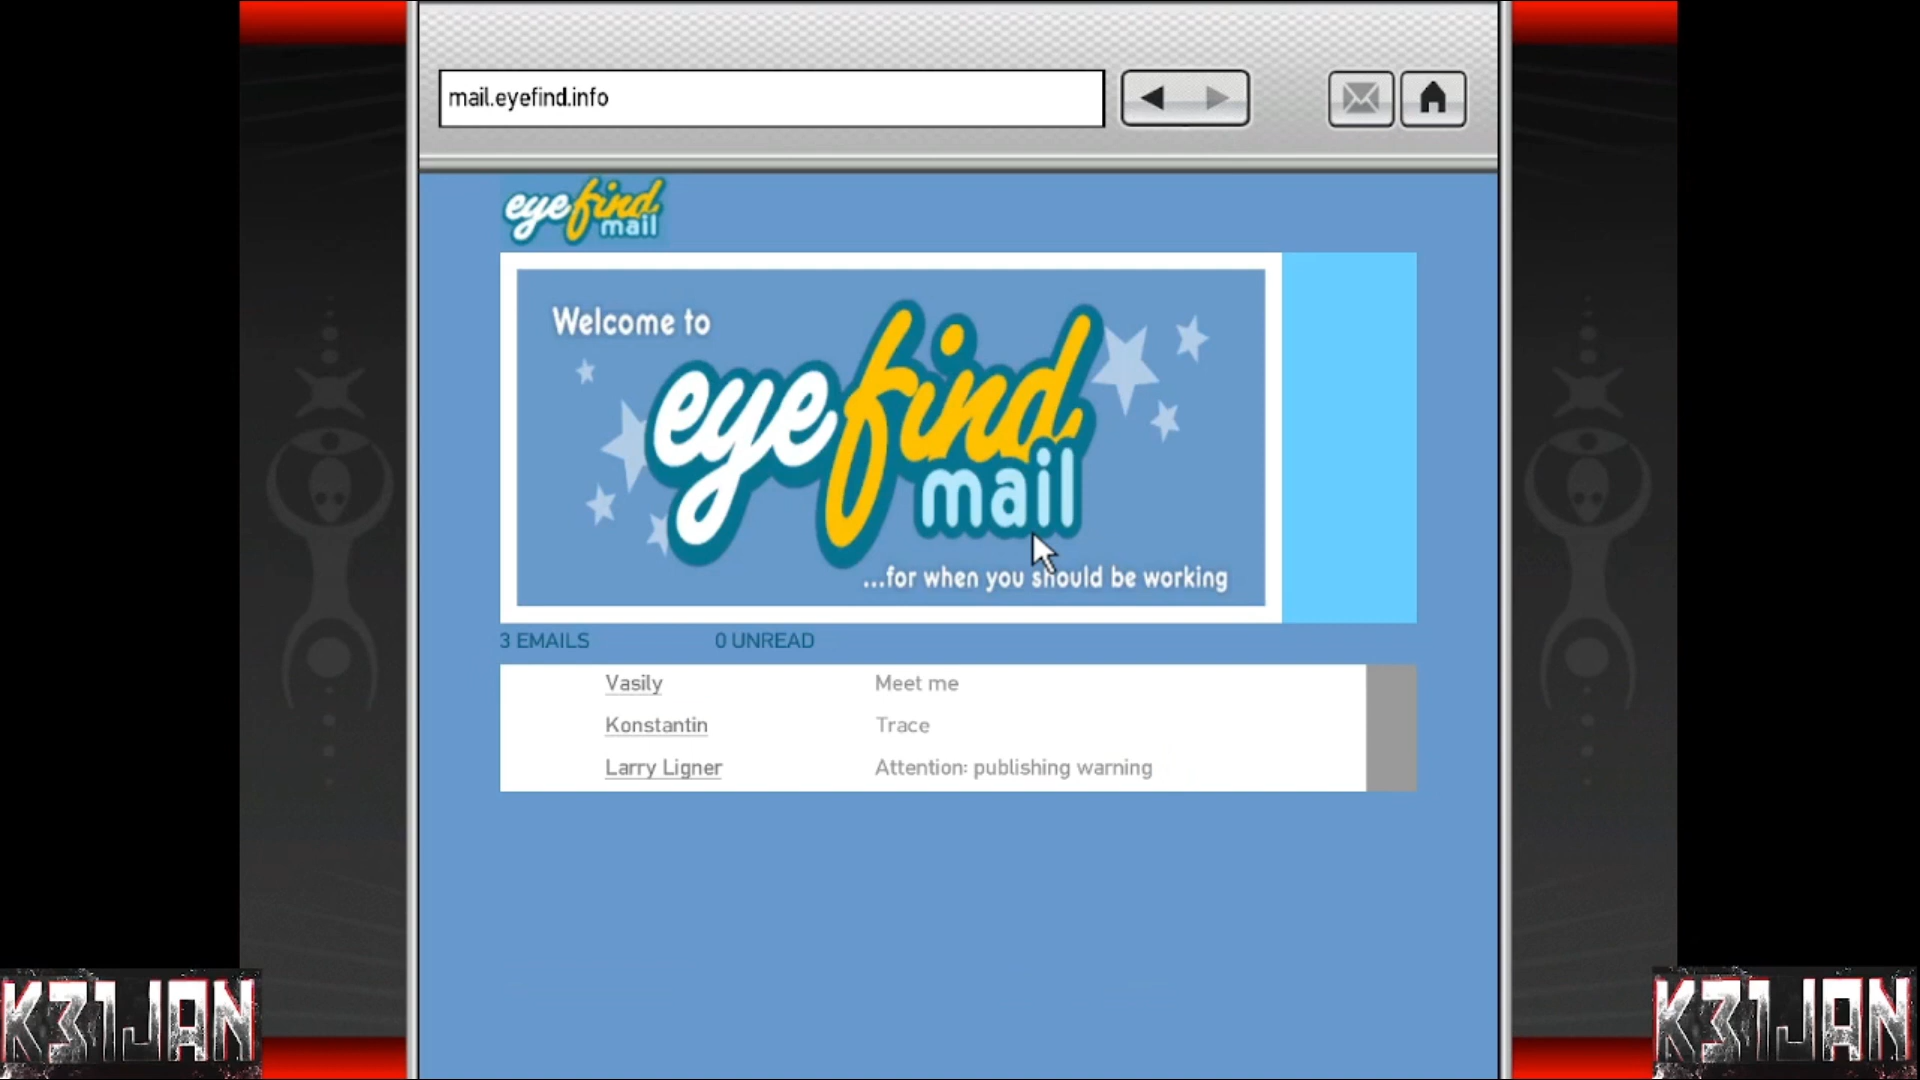 mail.eyefind.info
eyefind
mail
Welcome to
eyefind
mail
...for when you should be working
3 EMAILS 0 UNREAD
Vasily Meet me
Konstantin Trace
Larry Ligner Attention: publishing warning
K31JAN K31JAN